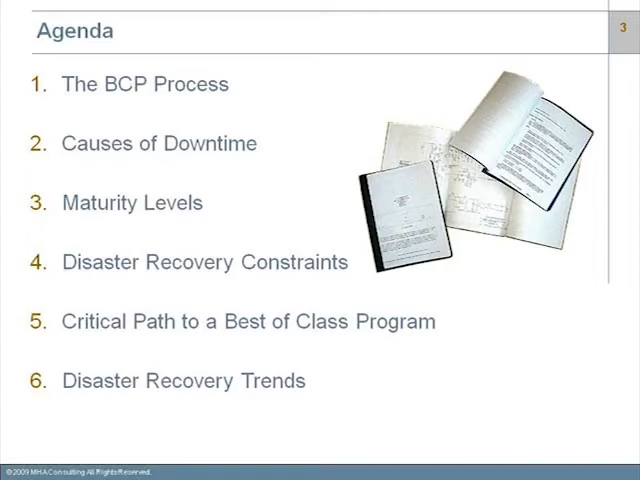 Agenda
3
1. The BCP Process
2. Causes of Downtime
3. Maturity Levels
4. Disaster Recovery Constraints
5. Critical Path to a Best of Class Program
6. Disaster Recovery Trends
©2009 MHA Consulting All Rights Reserved.